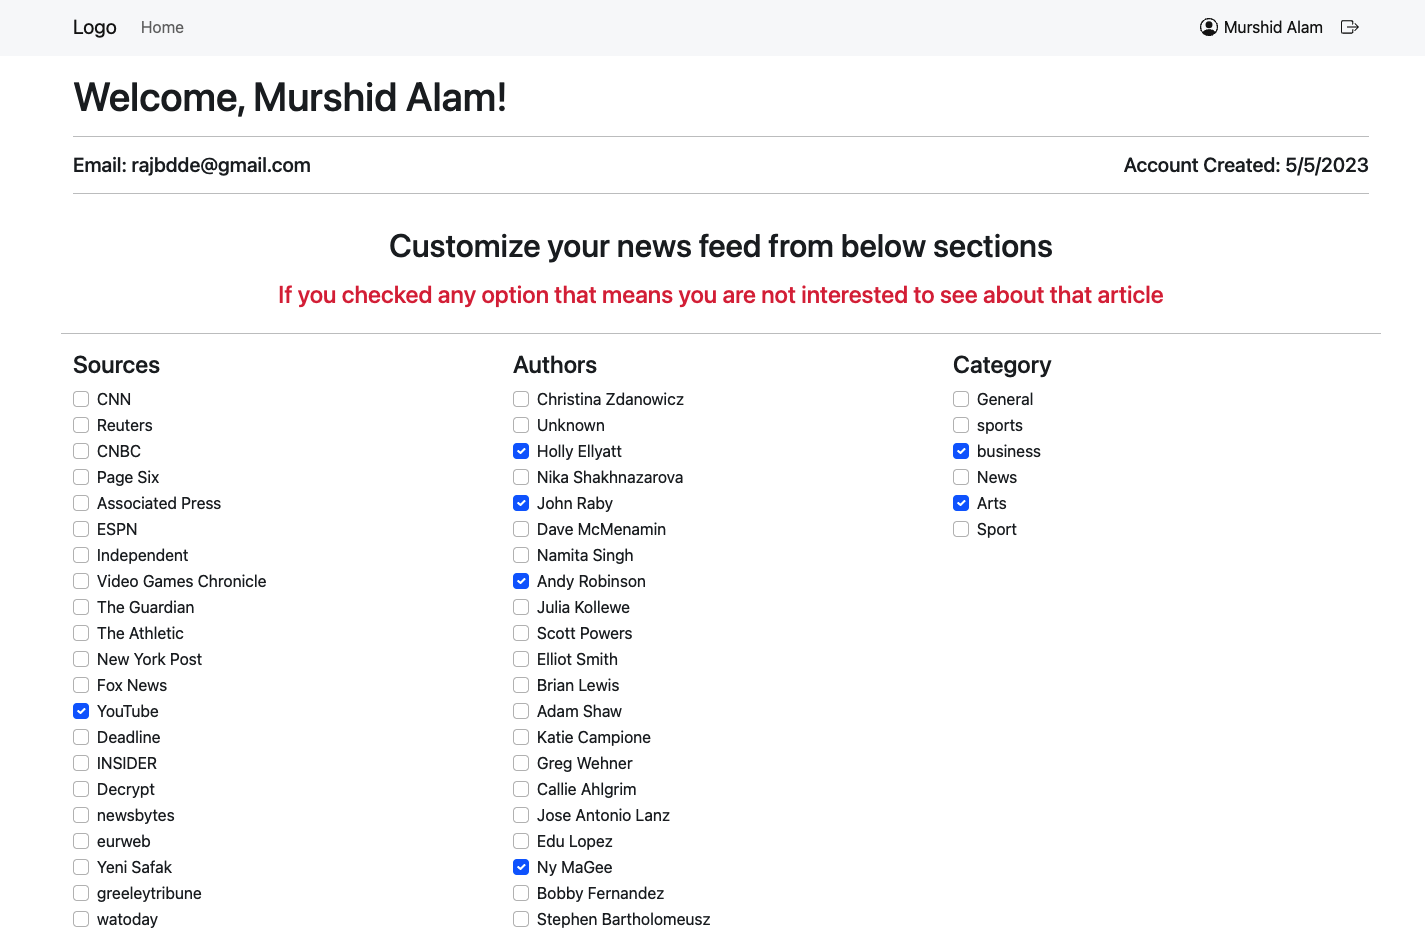 Logo Home Murshid Alam
Welcome, Murshid Alam!
Email: rajbdde@gmail.com Account Created: 5/5/2023
Customize your news feed from below sections
If you checked any option that means you are not interested to see about that article
Sources
CNN
Reuters
CNBC
Page Six
Associated Press
ESPN
Independent
Video Games Chronicle
The Guardian
The Athletic
New York Post
Fox News
YouTube
Deadline
INSIDER
Decrypt
newsbytes
eurweb
Yeni Safak
greeleytribune
watoday
Authors
Christina Zdanowicz
Unknown
Holly Ellyatt
Nika Shakhnazarova
John Raby
Dave McMenamin
Namita Singh
Andy Robinson
Julia Kollewe
Scott Powers
Elliot Smith
Brian Lewis
Adam Shaw
Katie Campione
Greg Wehner
Callie Ahlgrim
Jose Antonio Lanz
Edu Lopez
Ny MaGee
Bobby Fernandez
Stephen Bartholomeusz
Category
General
sports
business
News
Arts
Sport